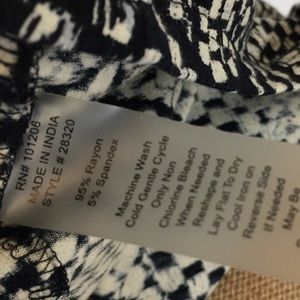 RN# 101206
MADE IN INDIA
STYLE # 28320
95% Rayon
5% Spandex
Machine Wash
Cold Gentle Cycle
Only Non
Chlorine Bleach
When Needed
Reshape and
Lay Flat To Dry
Cool Iron on
Reverse Side
If Needed
May Be